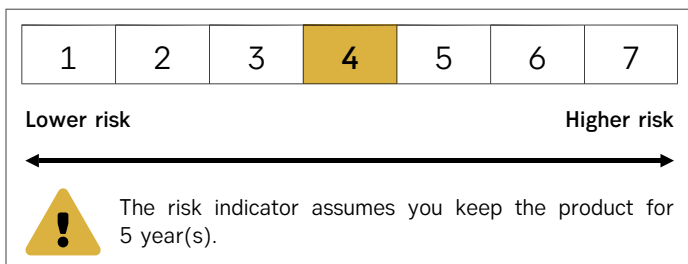 1 2 3 4 5 6 7
Lower risk Higher risk
The risk indicator assumes you keep the product for
5 year(s).